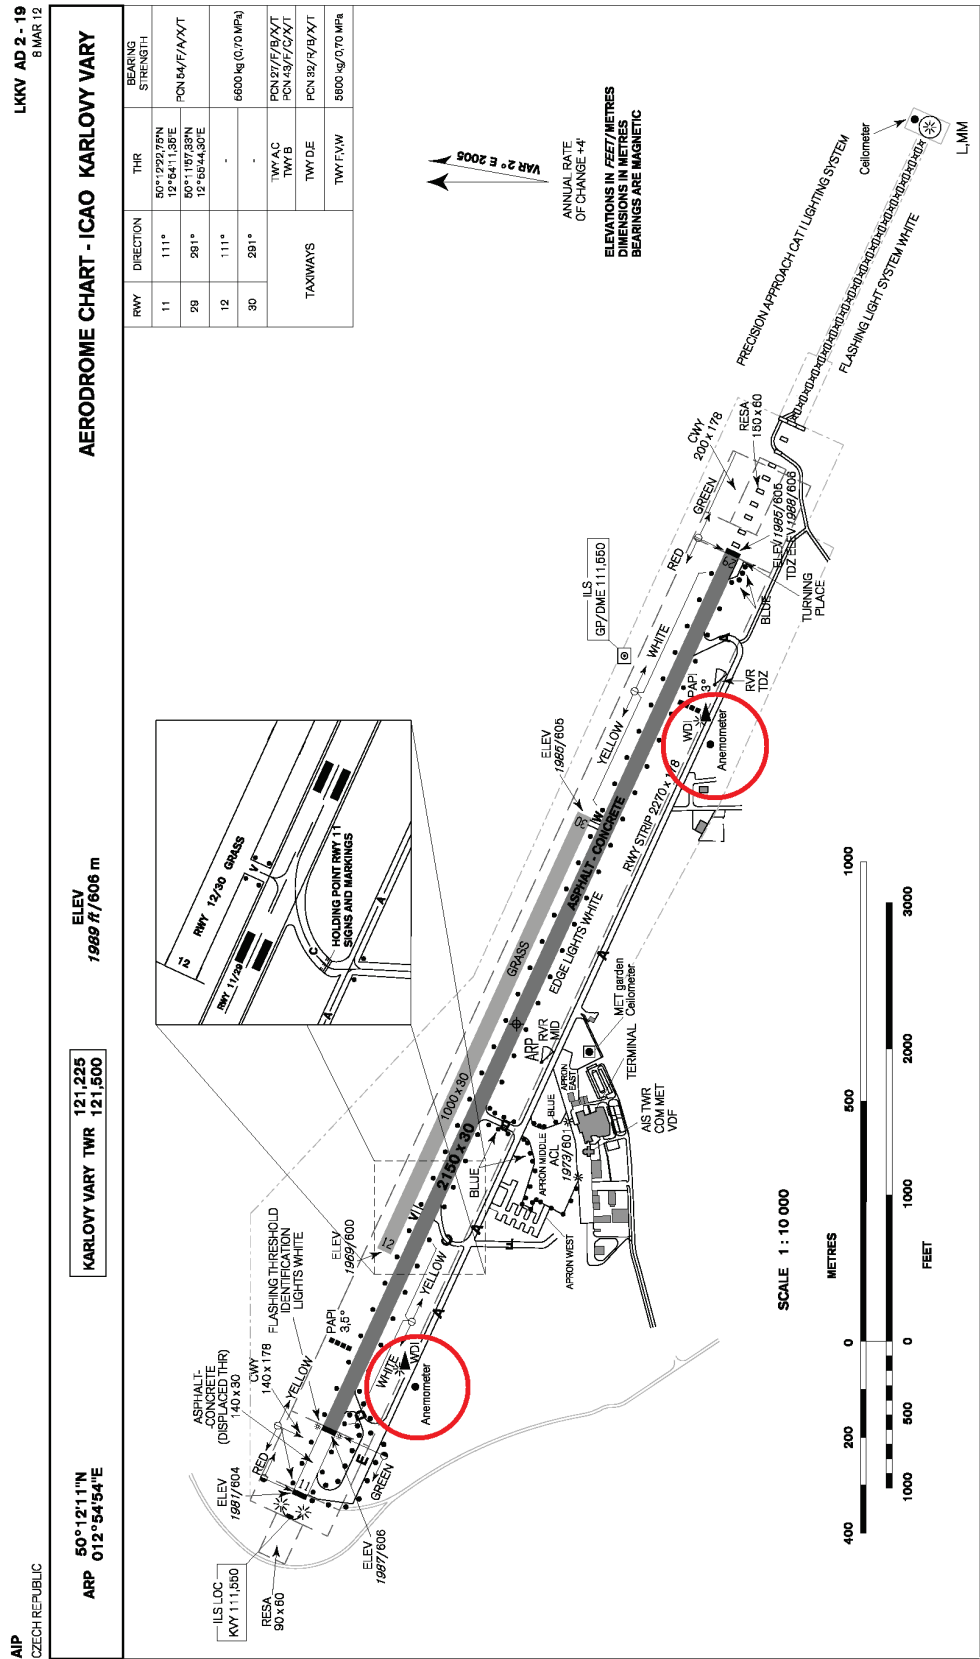 AIP
CZECH REPUBLIC
LKKV AD 2 - 19
8 MAR 12
ARP 50°12'11"N
012°54'54"E
KARLOVY VARY TWR 121,225
121,500
ELEV
1989 ft/606 m
AERODROME CHART - ICAO KARLOVY VARY
RWY DIRECTION THR BEARING
STRENGTH
11 111° 50°12'22,75"N
12°54'11,35"E
PCN 54/F/A/X/T
29 291° 50°11'57,33"N
12°55'44,30"E
12 111° -
5600 kg (0,70 MPa)
30 291° -
TAXIWAYS
TWY A,C PCN 27/F/B/X/T
TWY B PCN 43/F/C/X/T
TWY D,E PCN 32/R/B/X/T
TWY F,V,W 5800 kg/0,70 MPa
RWY 12/30 GRASS
12
RWY 11/29
V
C
HOLDING POINT RWY 11
SIGNS AND MARKINGS
A
A
VAR 2° E 2005
ANNUAL RATE
OF CHANGE +4'
ELEVATIONS IN FEET/METRES
DIMENSIONS IN METRES
BEARINGS ARE MAGNETIC
ILS LOC
KVY 111,550
RESA
90 x 60
ELEV
1981/604
RED
ASPHALT-
-CONCRETE
(DISPLACED THR)
140 x 30
CWY
140 x 178
YELLOW
FLASHING THRESHOLD
IDENTIFICATION
LIGHTS WHITE
PAPI
3,5°
11
ELEV
1987/606
GREEN
E
D
WHITE
YELLOW
WDI
Anemometer
A
ELEV
1969/600
12
V
C
1000 x 30
GRASS
30
2150 x 30
ASPHALT - CONCRETE
W
EDGE LIGHTS WHITE
RWY STRIP 2270 x 178
A
A
F
B
BLUE
APRON WEST
APRON MIDDLE
ACL
1973/601
BLUE
APRON
EAST
ARP
RVR
MID
TERMINAL
MET garden
Ceilometer
AIS TWR
COM MET
VDF
ELEV
1985/605
YELLOW
WHITE
ILS
GP/DME 111,550
RED
GREEN
CWY
200 x 178
RESA
150 x 60
29
ELEV 1985/605
TDZ ELEV 1988/606
TURNING
PLACE
BLUE
A
PAPI
3°
RVR
TDZ
WDI
Anemometer
PRECISION APPROACH CAT I LIGHTING SYSTEM
FLASHING LIGHT SYSTEM WHITE
Ceilometer
L,MM
SCALE 1 : 10 000
METRES
400 200 0 500 1000
1000 500 0 1000 2000 3000
FEET